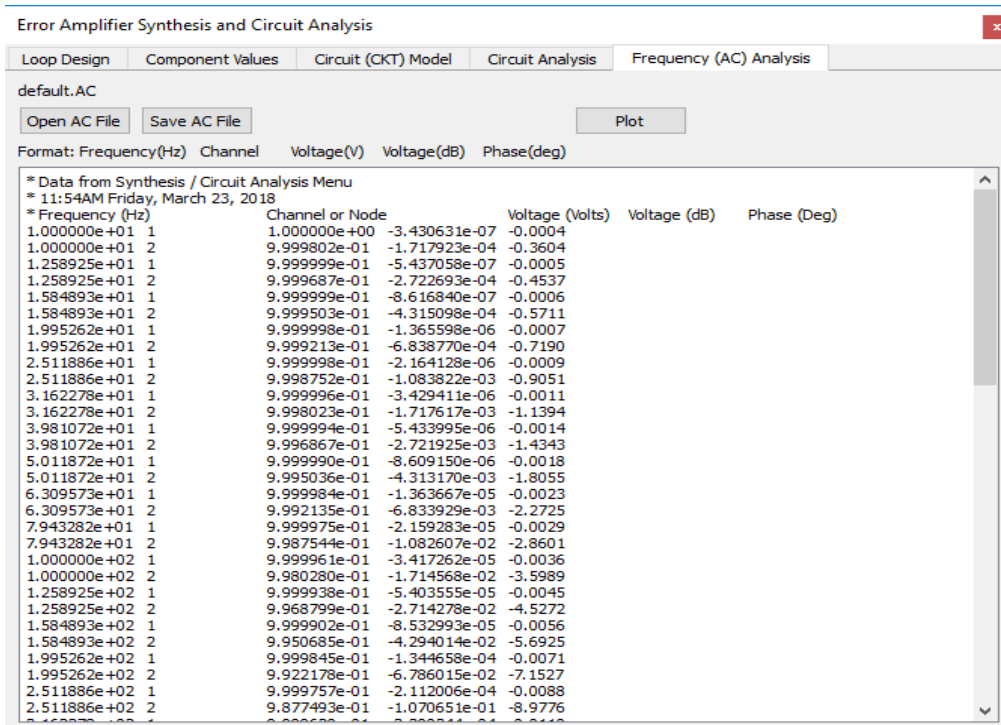 Error Amplifier Synthesis and Circuit Analysis
x
Loop Design Component Values Circuit (CKT) Model Circuit Analysis Frequency (AC) Analysis
default.AC
Open AC File Save AC File Plot
Format: Frequency(Hz) Channel Voltage(V) Voltage(dB) Phase(deg)
* Data from Synthesis / Circuit Analysis Menu
* 11:54AM Friday, March 23, 2018
* Frequency (Hz) Channel or Node Voltage (Volts) Voltage (dB) Phase (Deg)
1.000000e+01 1 1.000000e+00 -3.430631e-07 -0.0004
1.000000e+01 2 9.999802e-01 -1.717923e-04 -0.3604
1.258925e+01 1 9.999999e-01 -5.437058e-07 -0.0005
1.258925e+01 2 9.999687e-01 -2.722693e-04 -0.4537
1.584893e+01 1 9.999999e-01 -8.616840e-07 -0.0006
1.584893e+01 2 9.999503e-01 -4.315098e-04 -0.5711
1.995262e+01 1 9.999998e-01 -1.365598e-06 -0.0007
1.995262e+01 2 9.999213e-01 -6.838770e-04 -0.7190
2.511886e+01 1 9.999998e-01 -2.164128e-06 -0.0009
2.511886e+01 2 9.998752e-01 -1.083822e-03 -0.9051
3.162278e+01 1 9.999996e-01 -3.429411e-06 -0.0011
3.162278e+01 2 9.998023e-01 -1.717617e-03 -1.1394
3.981072e+01 1 9.999994e-01 -5.433995e-06 -0.0014
3.981072e+01 2 9.996867e-01 -2.721925e-03 -1.4343
5.011872e+01 1 9.999990e-01 -8.609150e-06 -0.0018
5.011872e+01 2 9.995036e-01 -4.313170e-03 -1.8055
6.309573e+01 1 9.999984e-01 -1.363667e-05 -0.0023
6.309573e+01 2 9.992135e-01 -6.833929e-03 -2.2725
7.943282e+01 1 9.999975e-01 -2.159283e-05 -0.0029
7.943282e+01 2 9.987544e-01 -1.082607e-02 -2.8601
1.000000e+02 1 9.999961e-01 -3.417262e-05 -0.0036
1.000000e+02 2 9.980280e-01 -1.714568e-02 -3.5989
1.258925e+02 1 9.999938e-01 -5.403555e-05 -0.0045
1.258925e+02 2 9.968799e-01 -2.714278e-02 -4.5272
1.584893e+02 1 9.999902e-01 -8.532993e-05 -0.0056
1.584893e+02 2 9.950685e-01 -4.294014e-02 -5.6925
1.995262e+02 1 9.999845e-01 -1.344658e-04 -0.0071
1.995262e+02 2 9.922178e-01 -6.786015e-02 -7.1527
2.511886e+02 1 9.999757e-01 -2.112006e-04 -0.0088
2.511886e+02 2 9.877493e-01 -1.070651e-01 -8.9776